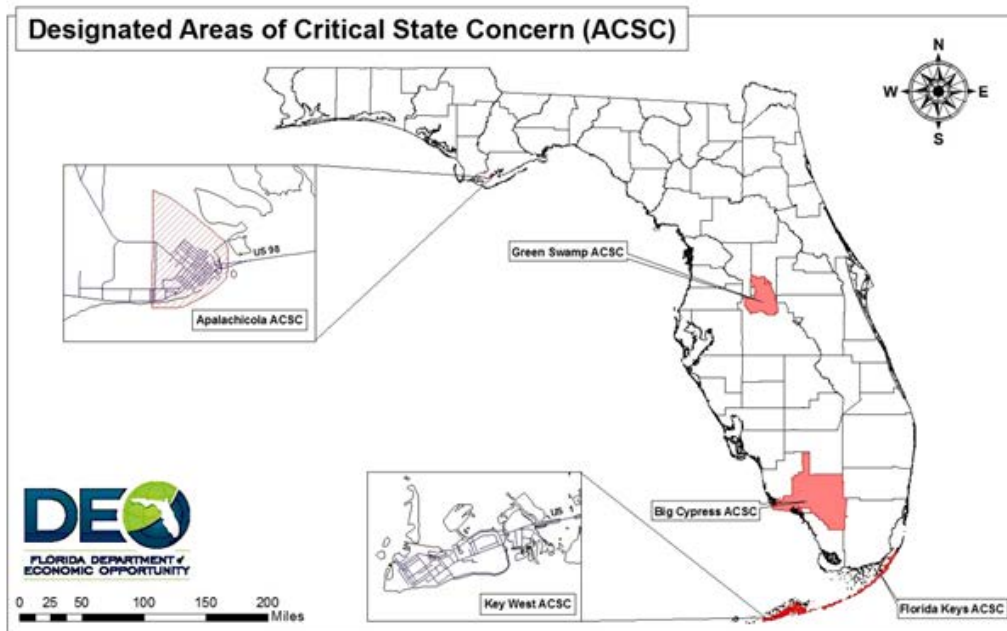 Designated Areas of Critical State Concern (ACSC)
N
W E
S
US 98
Apalachicola ACSC
Green Swamp ACSC
Big Cypress ACSC
US 1
Key West ACSC
Florida Keys ACSC
DEO
FLORIDA DEPARTMENT of
ECONOMIC OPPORTUNITY
0 25 50 100 150 200
Miles